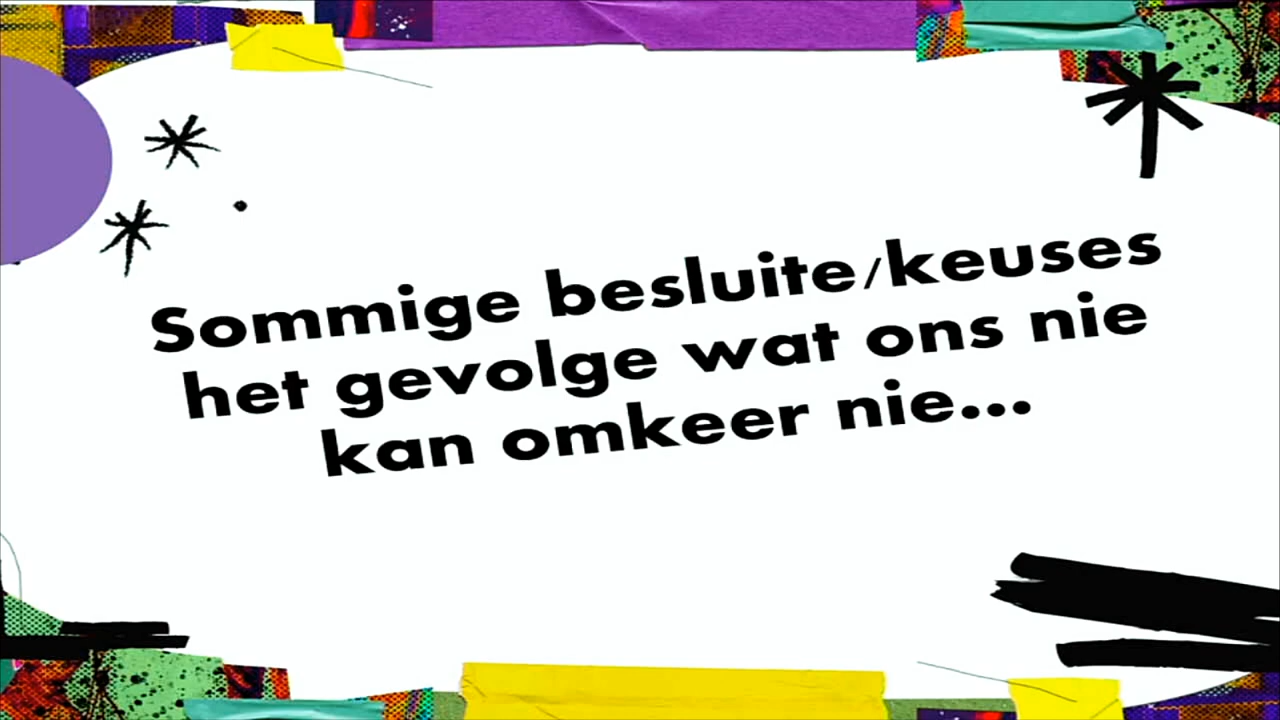 Sommige besluite/keuses
het gevolge wat ons nie
kan omkeer nie...